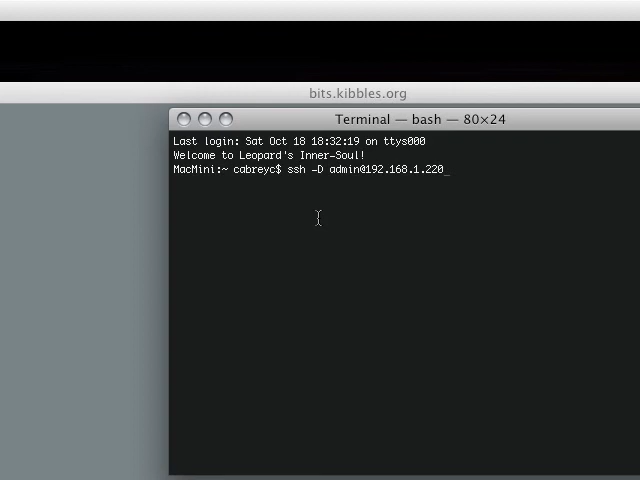 bits.kibbles.org
Terminal — bash — 80×24
Last login: Sat Oct 18 18:32:19 on ttys000
Welcome to Leopard's Inner-Soul!
MacMini:~ cabreyc$ ssh -D admin@192.168.1.220_